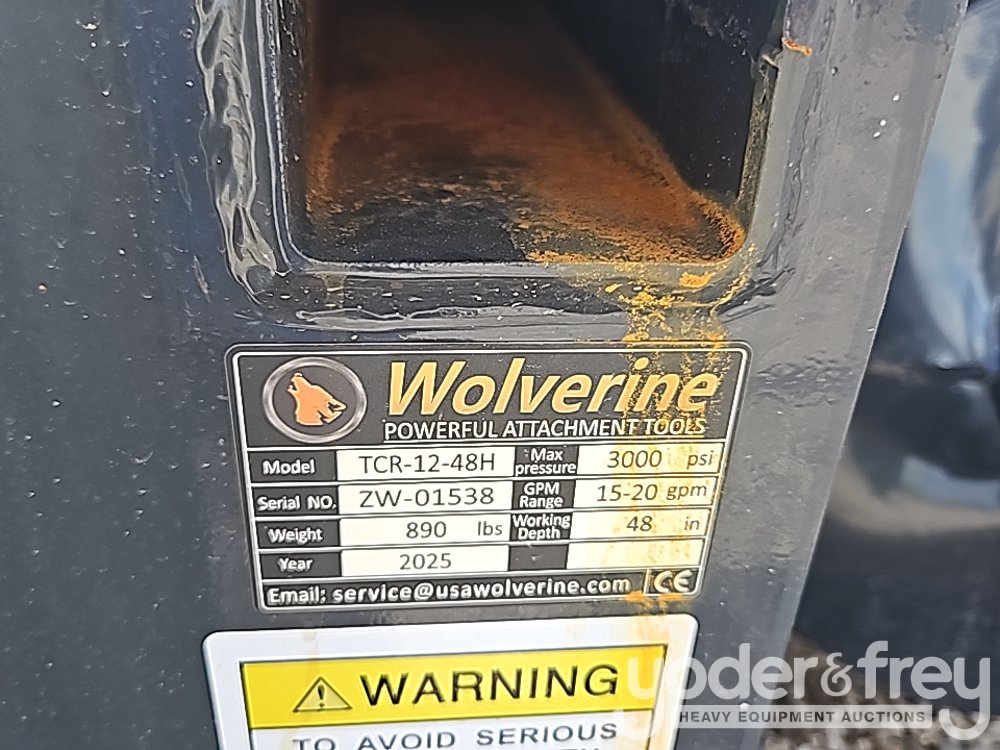 Wolverine
POWERFUL ATTACHMENT TOOLS
Model TCR-12-48H Max pressure 3000 psi
Serial NO. ZW-01538 GPM Range 15-20 gpm
Weight 890 lbs Working Depth 48 in
Year 2025
Email: service@usawolverine.com CE
WARNING
TO AVOID SERIOUS
yoder&frey
HEAVY EQUIPMENT AUCTIONS